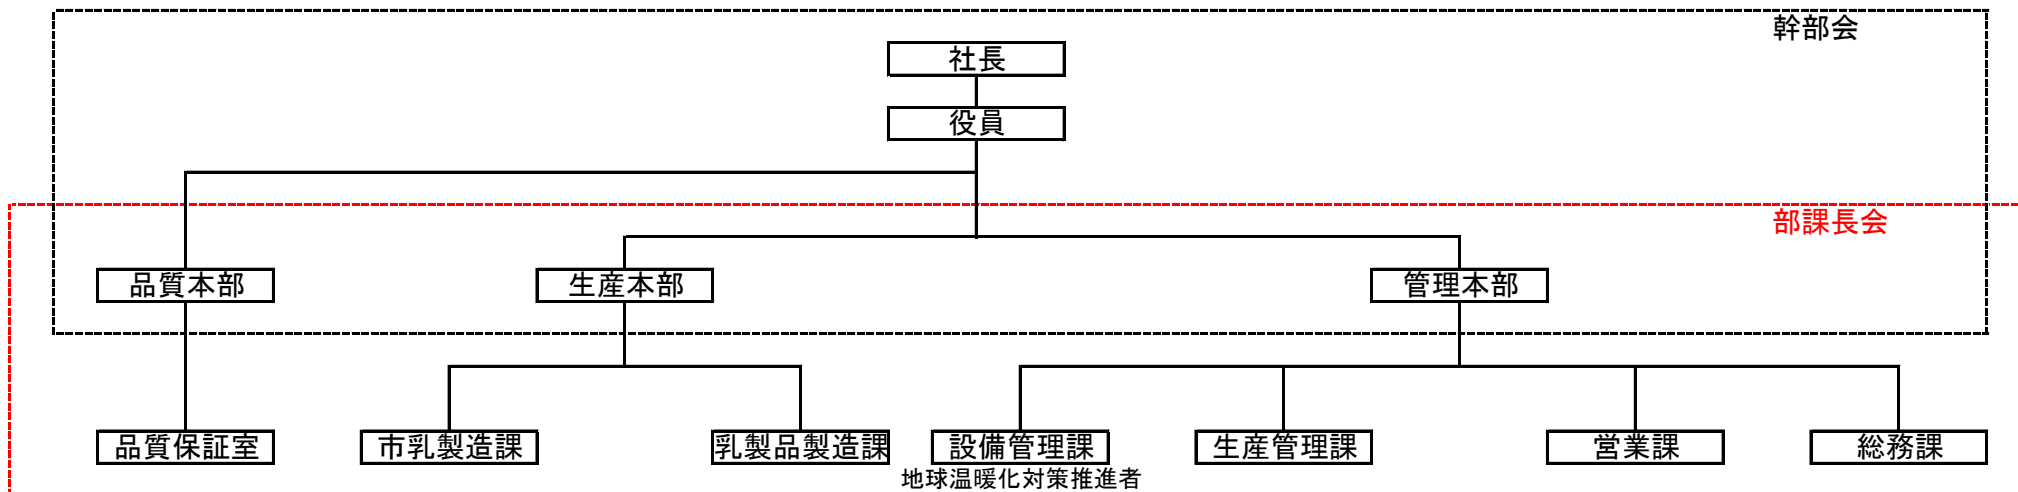 幹部会
社長
役員
部課長会
品質本部
生産本部
管理本部
品質保証室
市乳製造課
乳製品製造課
設備管理課
生産管理課
営業課
総務課
地球温暖化対策推進者